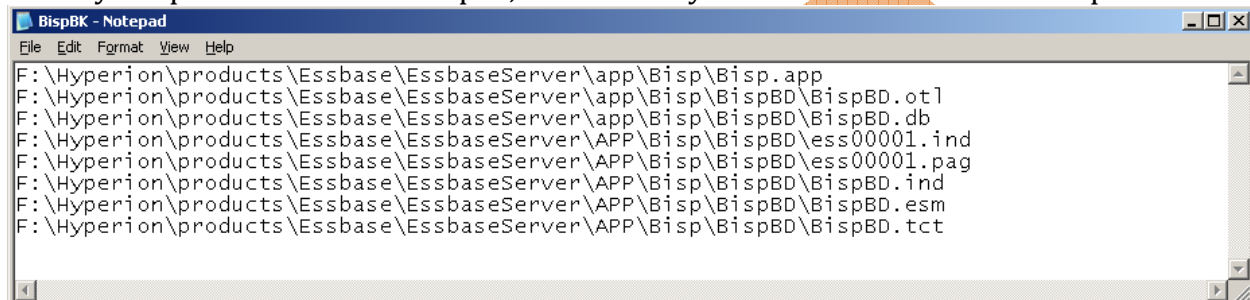 BispBK - Notepad
File Edit Format View Help
F:\Hyperion\products\Essbase\EssbaseServer\app\Bisp\Bisp.app
F:\Hyperion\products\Essbase\EssbaseServer\app\Bisp\BispBD\BispBD.otl
F:\Hyperion\products\Essbase\EssbaseServer\app\Bisp\BispBD\BispBD.db
F:\Hyperion\products\Essbase\EssbaseServer\APP\Bisp\BispBD\ess00001.ind
F:\Hyperion\products\Essbase\EssbaseServer\APP\Bisp\BispBD\ess00001.pag
F:\Hyperion\products\Essbase\EssbaseServer\APP\Bisp\BispBD\BispBD.ind
F:\Hyperion\products\Essbase\EssbaseServer\APP\Bisp\BispBD\BispBD.esm
F:\Hyperion\products\Essbase\EssbaseServer\APP\Bisp\BispBD\BispBD.tct